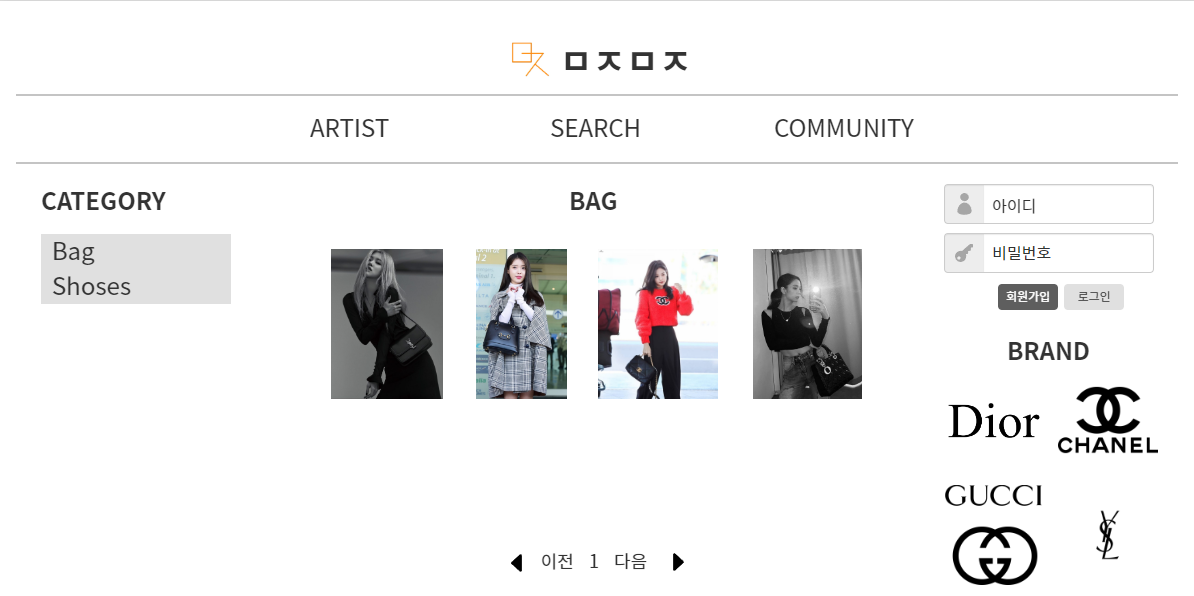 ㅁㅈㅁㅈ
ARTIST SEARCH COMMUNITY
CATEGORY
Bag
Shoses
BAG
아이디
비밀번호
회원가입 로그인
BRAND
Dior
CHANEL
GUCCI
YSL
이전 1 다음